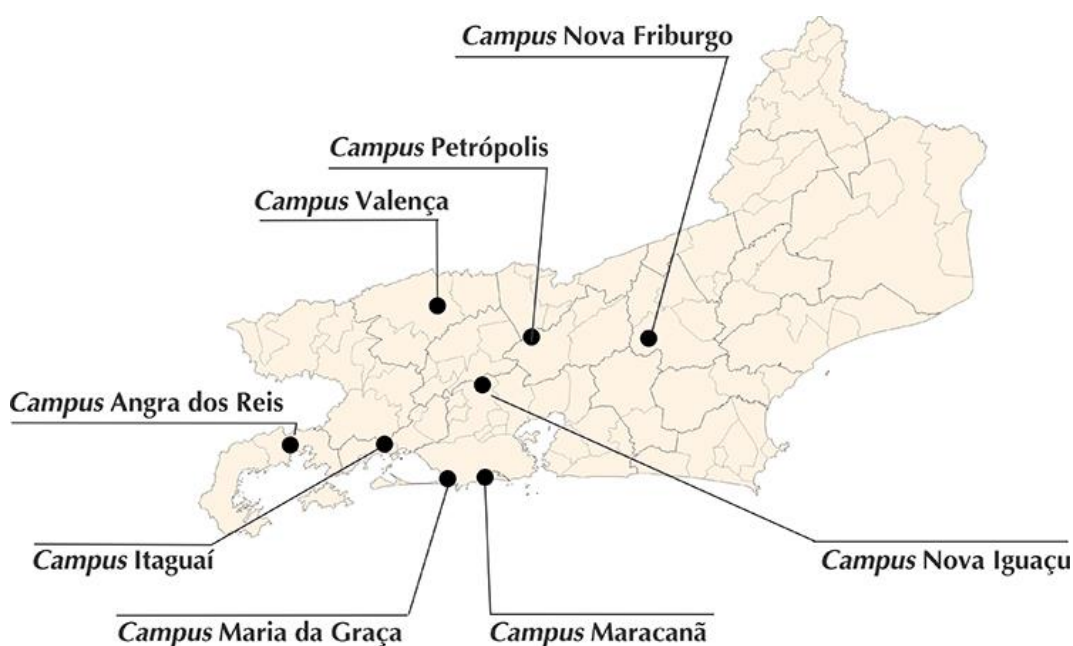 Campus Nova Friburgo
Campus Petrópolis
Campus Valença
Campus Angra dos Reis
Campus Itaguaí
Campus Nova Iguaçu
Campus Maria da Graça
Campus Maracanã